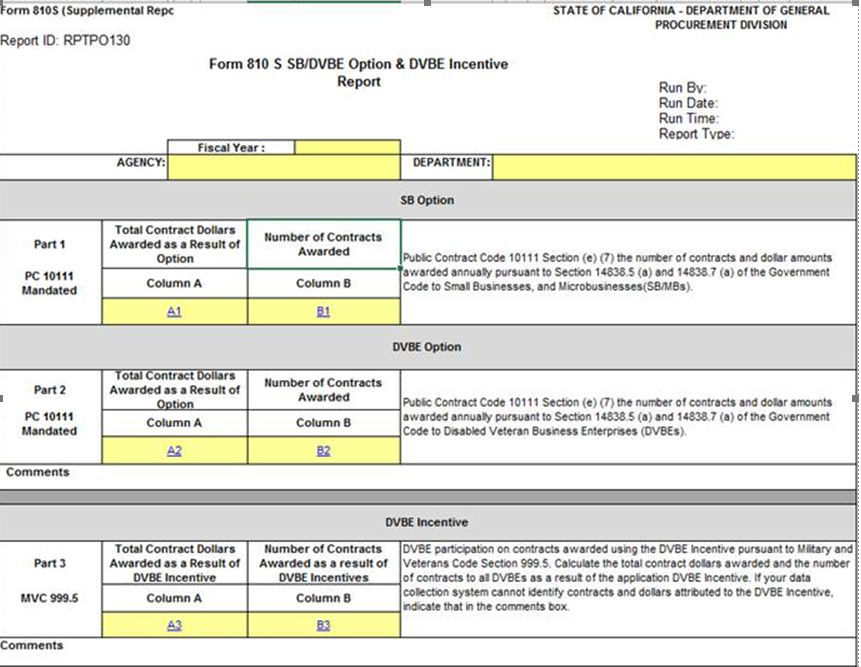 Form 810S (Supplemental Repc
STATE OF CALIFORNIA - DEPARTMENT OF GENERAL
PROCUREMENT DIVISION
Report ID: RPTPO130
Form 810 S SB/DVBE Option & DVBE Incentive
Report
Run By:
Run Date:
Run Time:
Report Type:
Fiscal Year :
AGENCY:
DEPARTMENT:
SB Option
Part 1
PC 10111
Mandated
Total Contract Dollars
Awarded as a Result of
Option
Number of Contracts
Awarded
Column A
Column B
A1
B1
Public Contract Code 10111 Section (e) (7) the number of contracts and dollar amounts
awarded annually pursuant to Section 14838.5 (a) and 14838.7 (a) of the Government
Code to Small Businesses, and Microbusinesses(SB/MBs).
DVBE Option
Part 2
PC 10111
Mandated
Total Contract Dollars
Awarded as a Result of
Option
Number of Contracts
Awarded
Column A
Column B
A2
B2
Public Contract Code 10111 Section (e) (7) the number of contracts and dollar amounts
awarded annually pursuant to Section 14838.5 (a) and 14838.7 (a) of the Government
Code to Disabled Veteran Business Enterprises (DVBEs).
Comments
DVBE Incentive
Part 3
MVC 999.5
Total Contract Dollars
Awarded as a Result of
DVBE Incentive
Number of Contracts
Awarded as a result of
DVBE Incentives
Column A
Column B
A3
B3
DVBE participation on contracts awarded using the DVBE Incentive pursuant to Military and
Veterans Code Section 999.5. Calculate the total contract dollars awarded and the number
of contracts to all DVBEs as a result of the application DVBE Incentive. If your data
collection system cannot identify contracts and dollars attributed to the DVBE Incentive,
indicate that in the comments box.
Comments